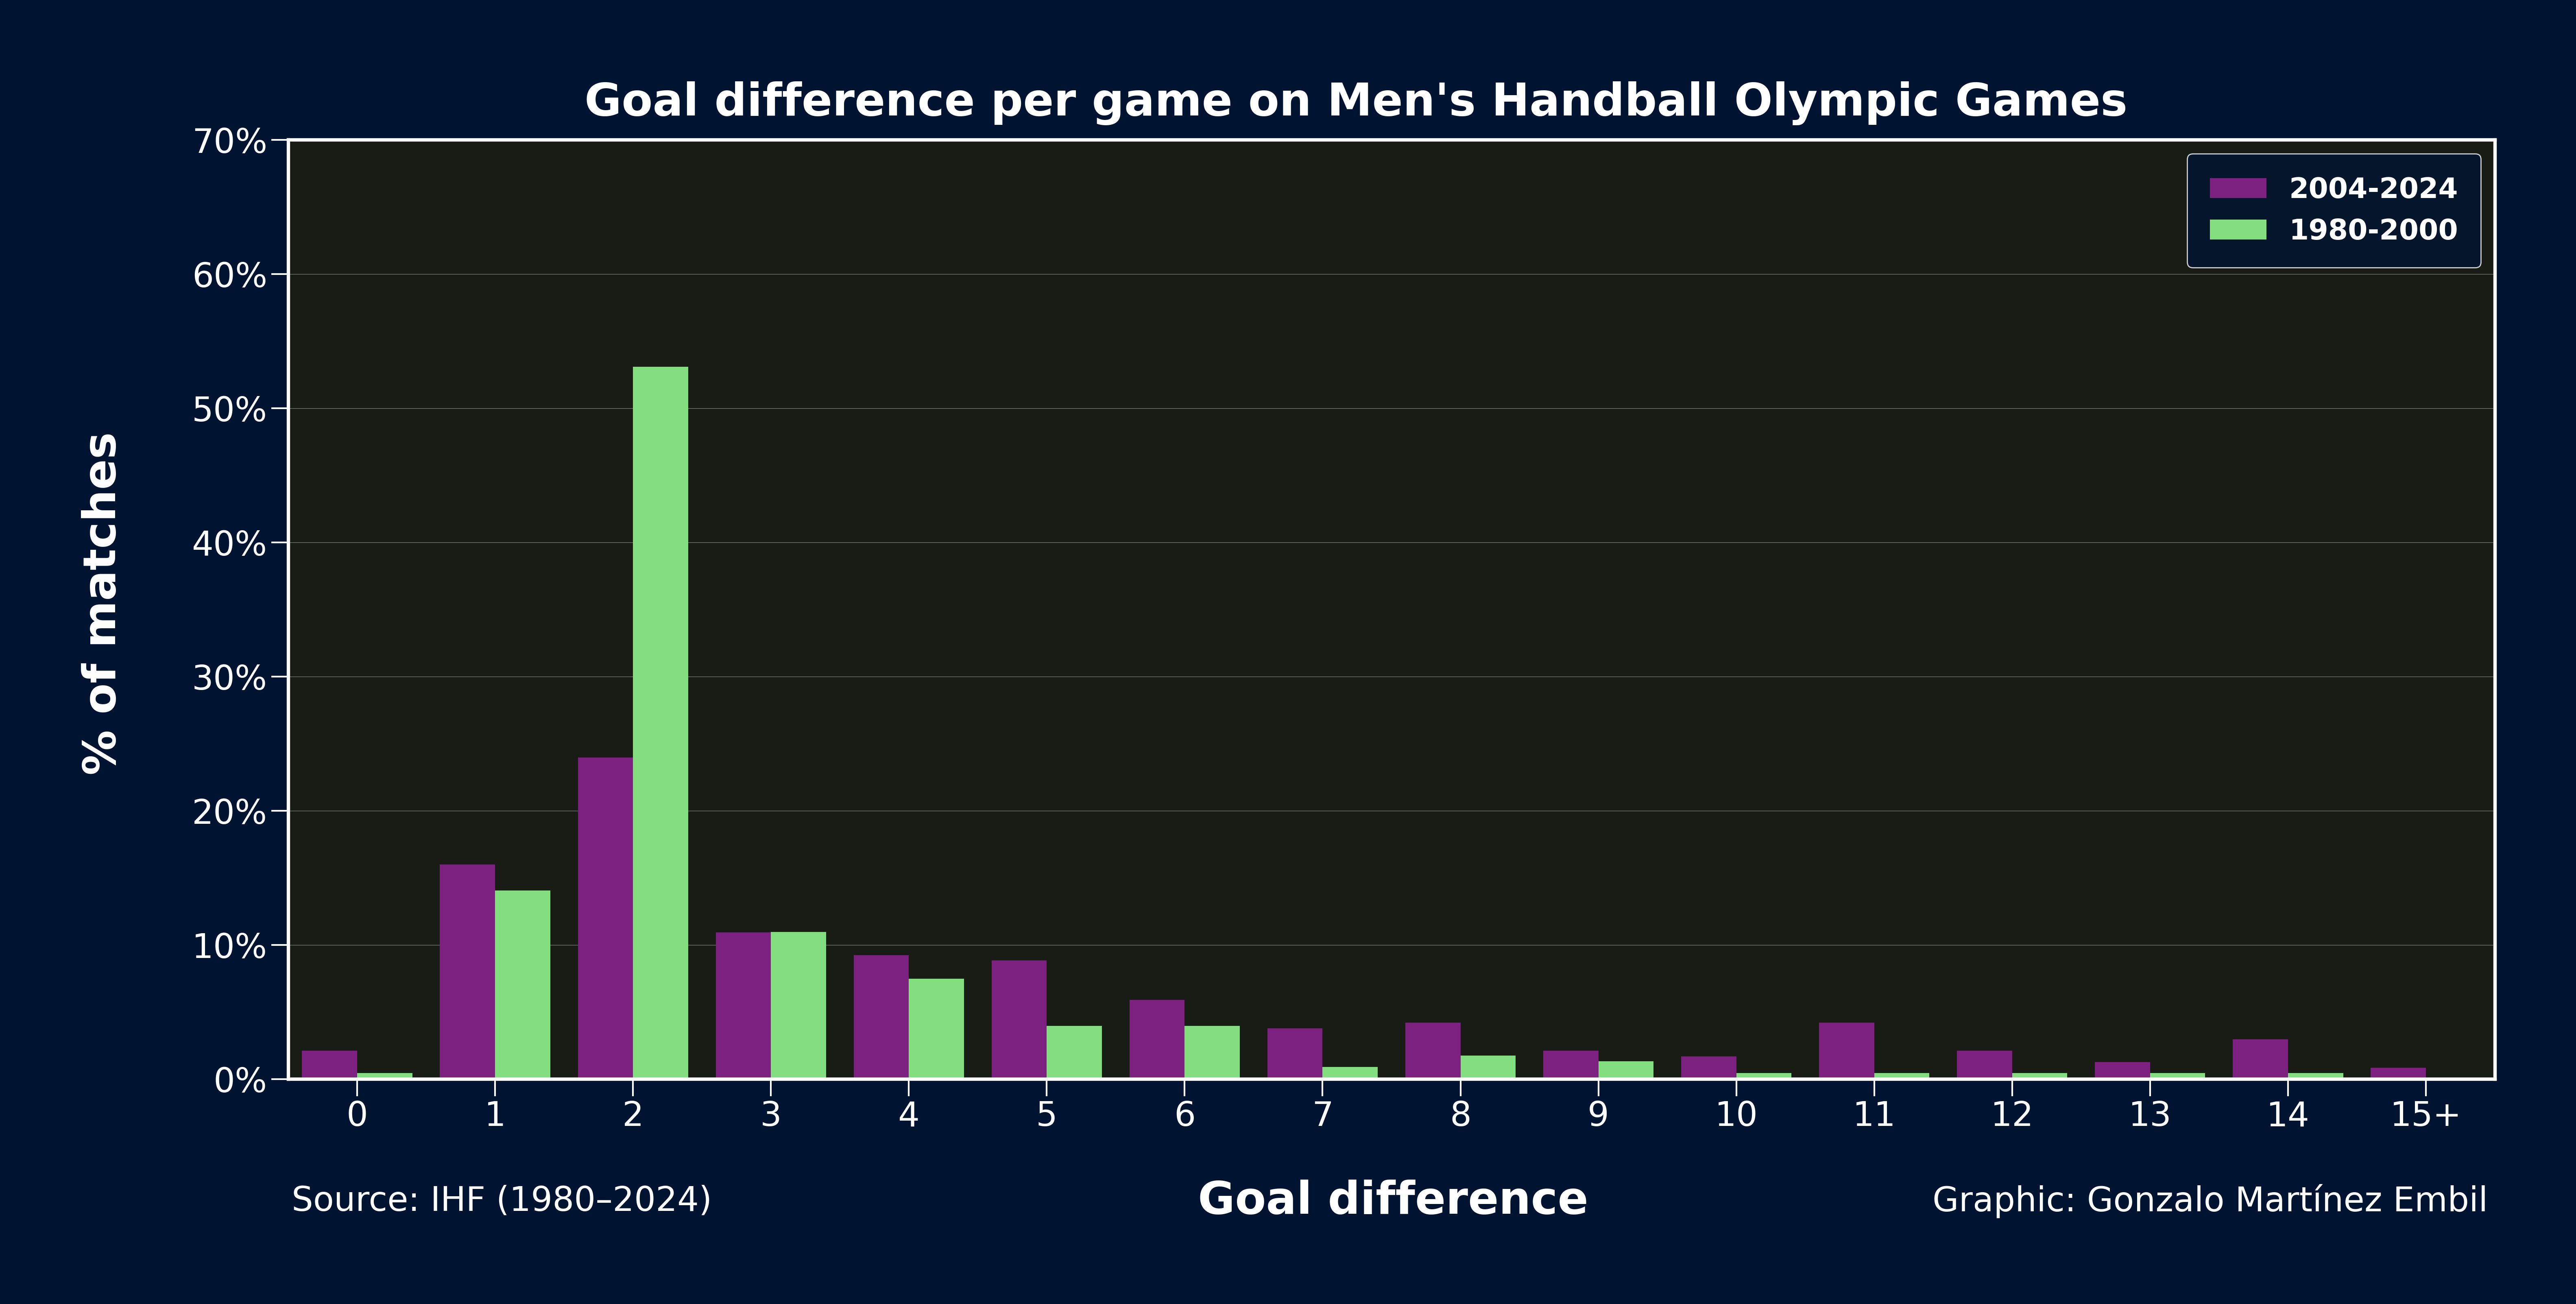 Goal difference per game on Men's Handball Olympic Games
70%
60%
50%
40%
30%
20%
10%
0%
% of matches
2004-2024
1980-2000
0 1 2 3 4 5 6 7 8 9 10 11 12 13 14 15+
Source: IHF (1980–2024)
Goal difference
Graphic: Gonzalo Martínez Embil